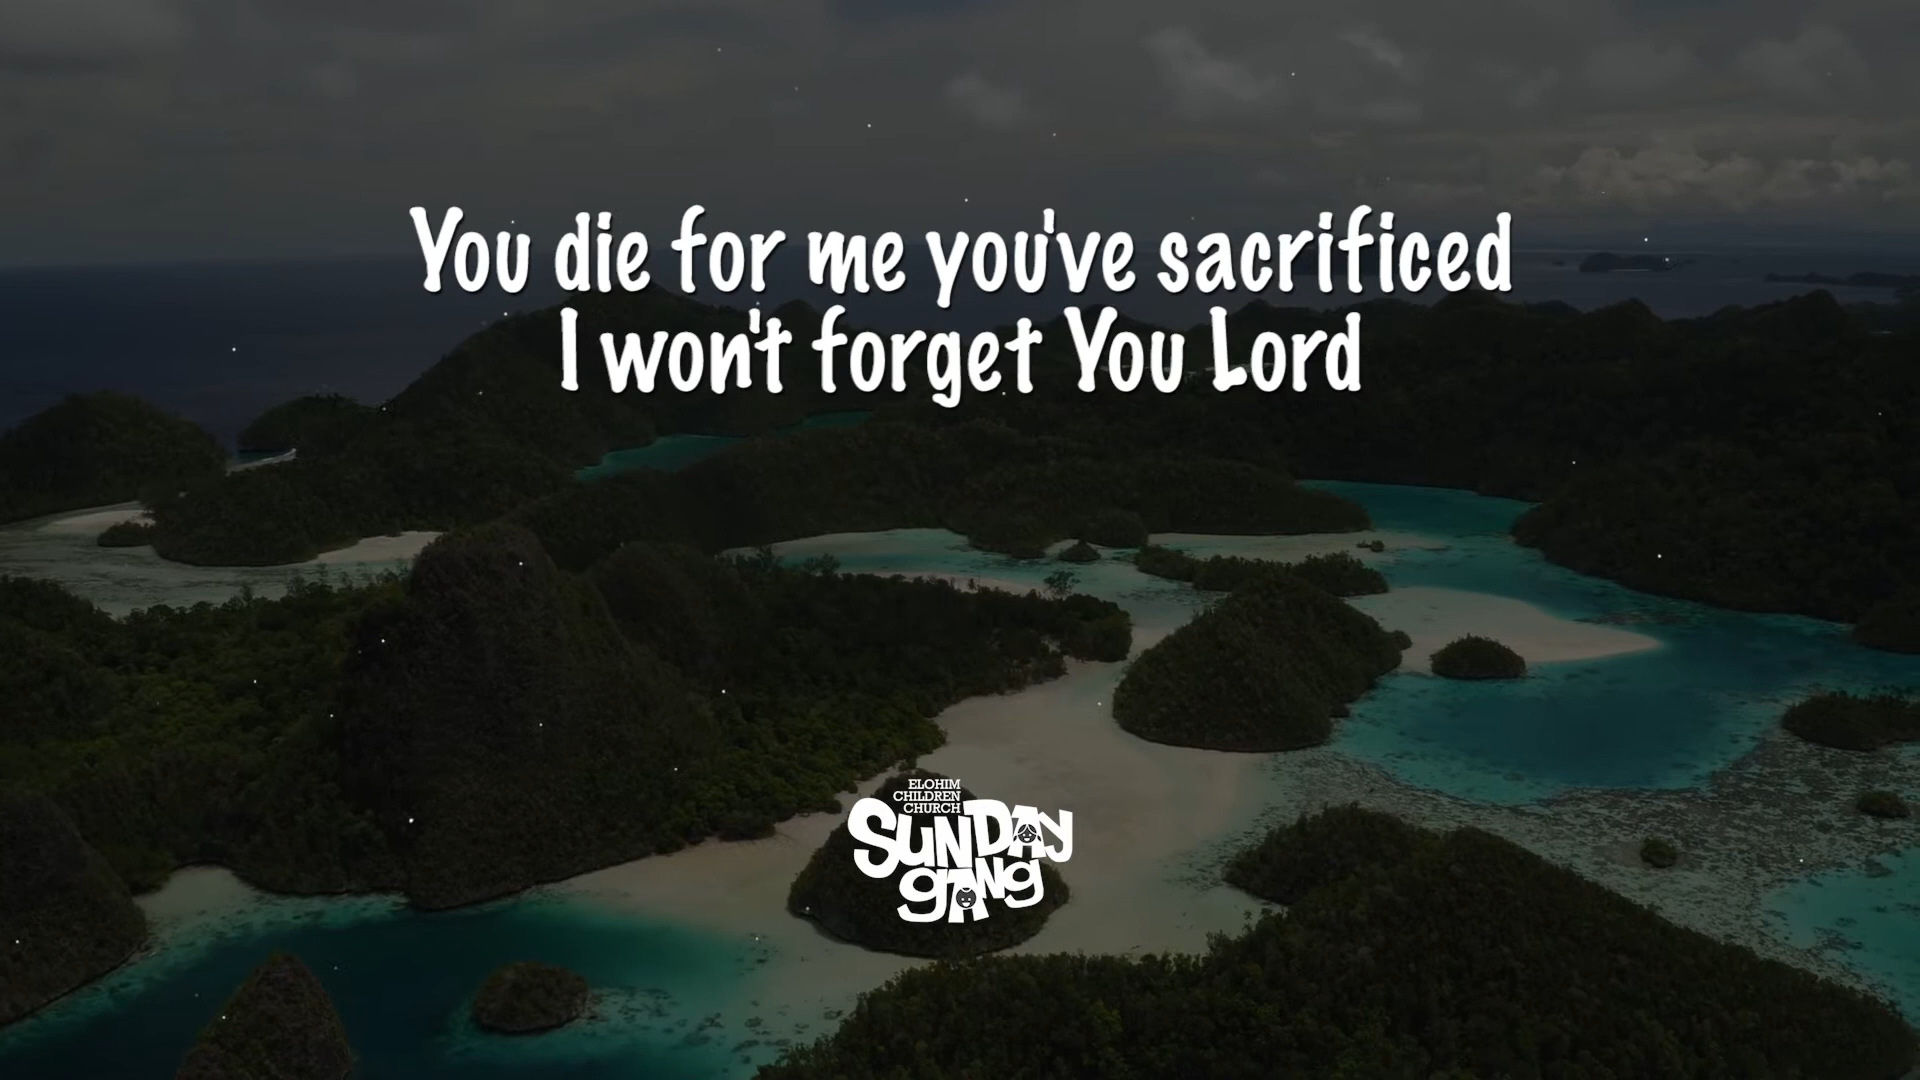 You die for me you've sacrificed
I won't forget You Lord
ELOHIM
CHILDREN
CHURCH
SUNDAY
gANg